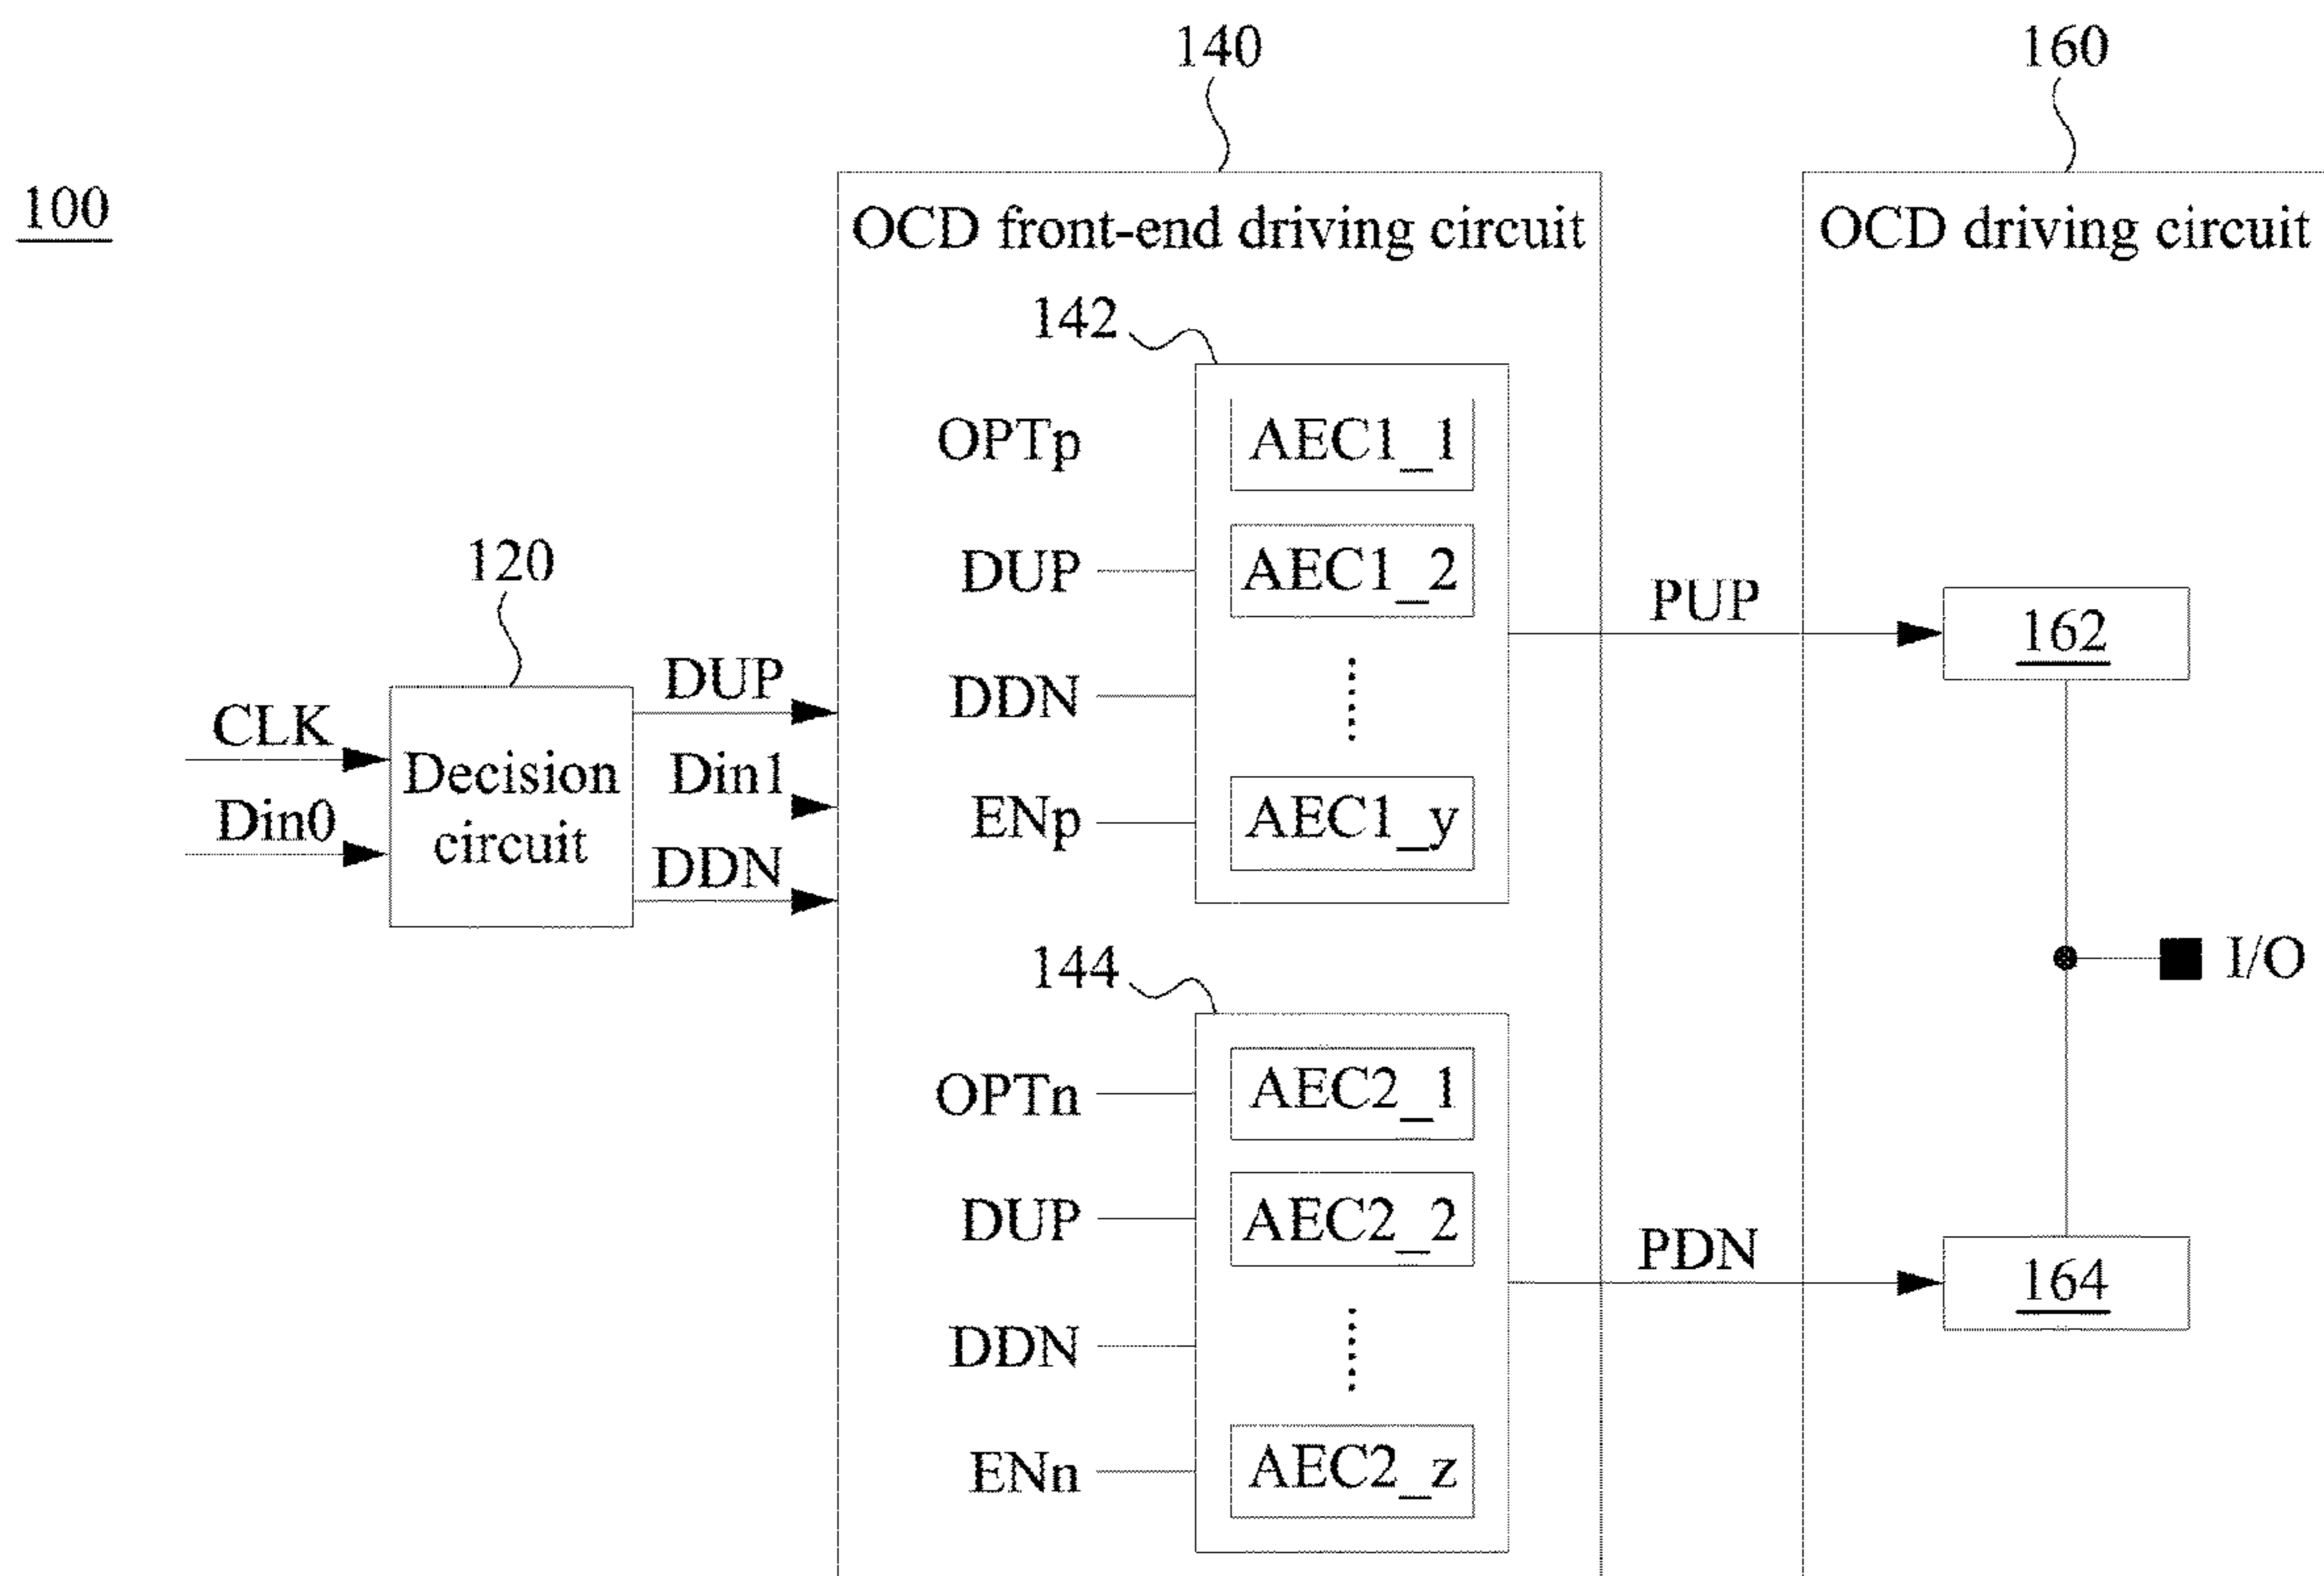 100
140
160
OCD front-end driving circuit
OCD driving circuit
142
OPTp
AEC1_1
DUP
AEC1_2
DDN
ENp
AEC1_y
120
CLK
Din0
Decision
circuit
DUP
Din1
DDN
PUP
162
I/O
144
OPTn
AEC2_1
DUP
AEC2_2
DDN
ENn
AEC2_z
PDN
164